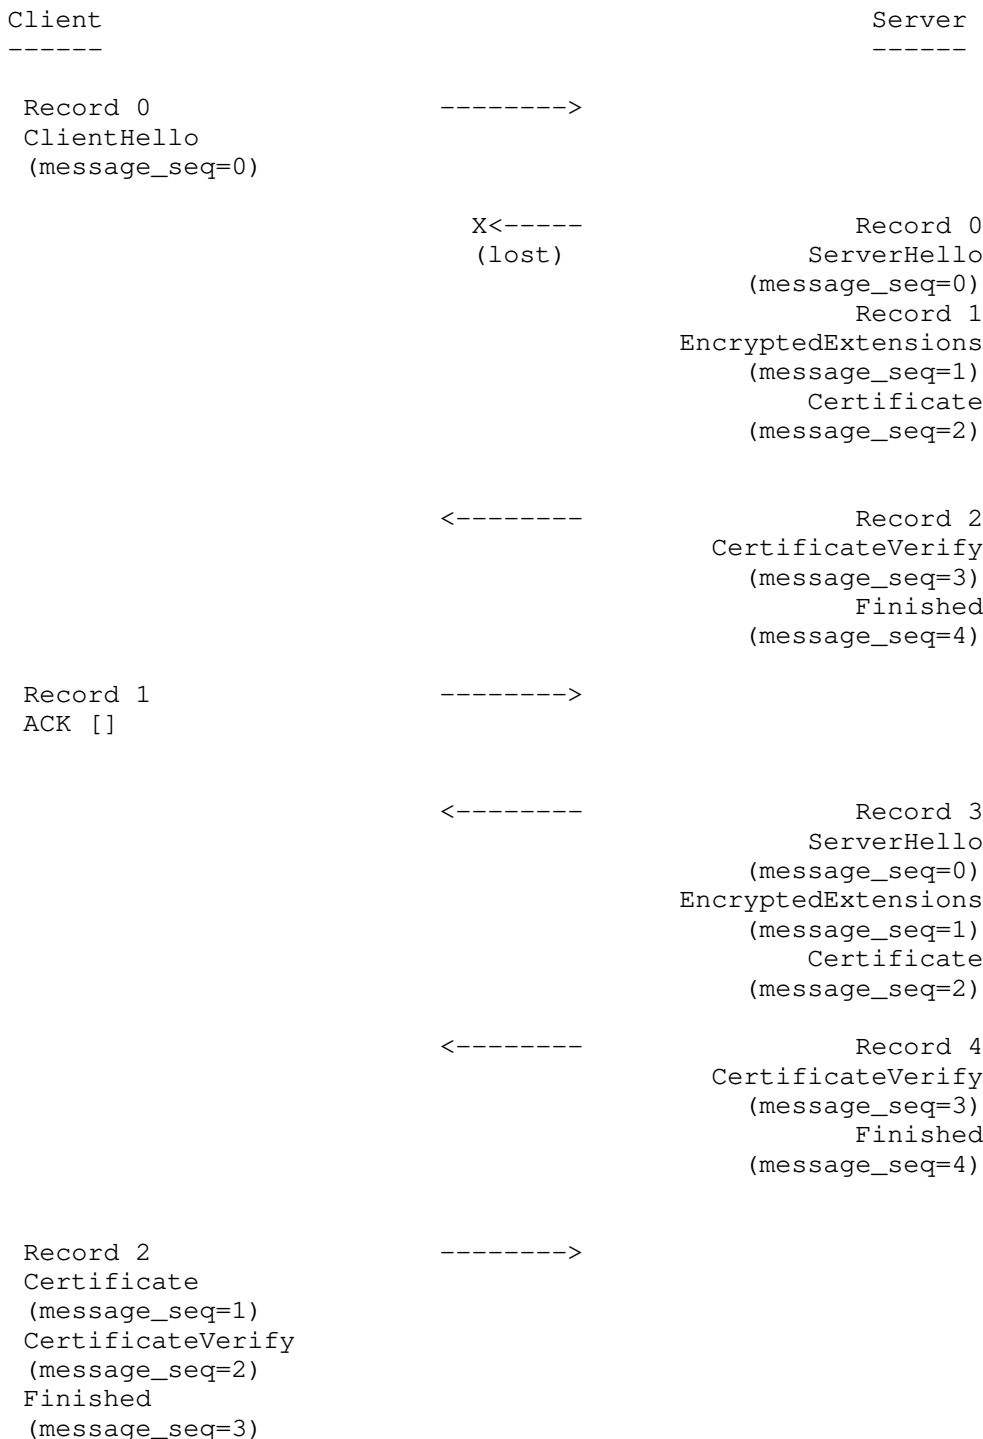 Client Server
------ ------
Record 0 -------->
ClientHello
(message_seq=0)
X<----- Record 0
(lost) ServerHello
(message_seq=0)
Record 1
EncryptedExtensions
(message_seq=1)
Certificate
(message_seq=2)
<-------- Record 2
CertificateVerify
(message_seq=3)
Finished
(message_seq=4)
Record 1 -------->
ACK []
<-------- Record 3
ServerHello
(message_seq=0)
EncryptedExtensions
(message_seq=1)
Certificate
(message_seq=2)
<-------- Record 4
CertificateVerify
(message_seq=3)
Finished
(message_seq=4)
Record 2 -------->
Certificate
(message_seq=1)
CertificateVerify
(message_seq=2)
Finished
(message_seq=3)